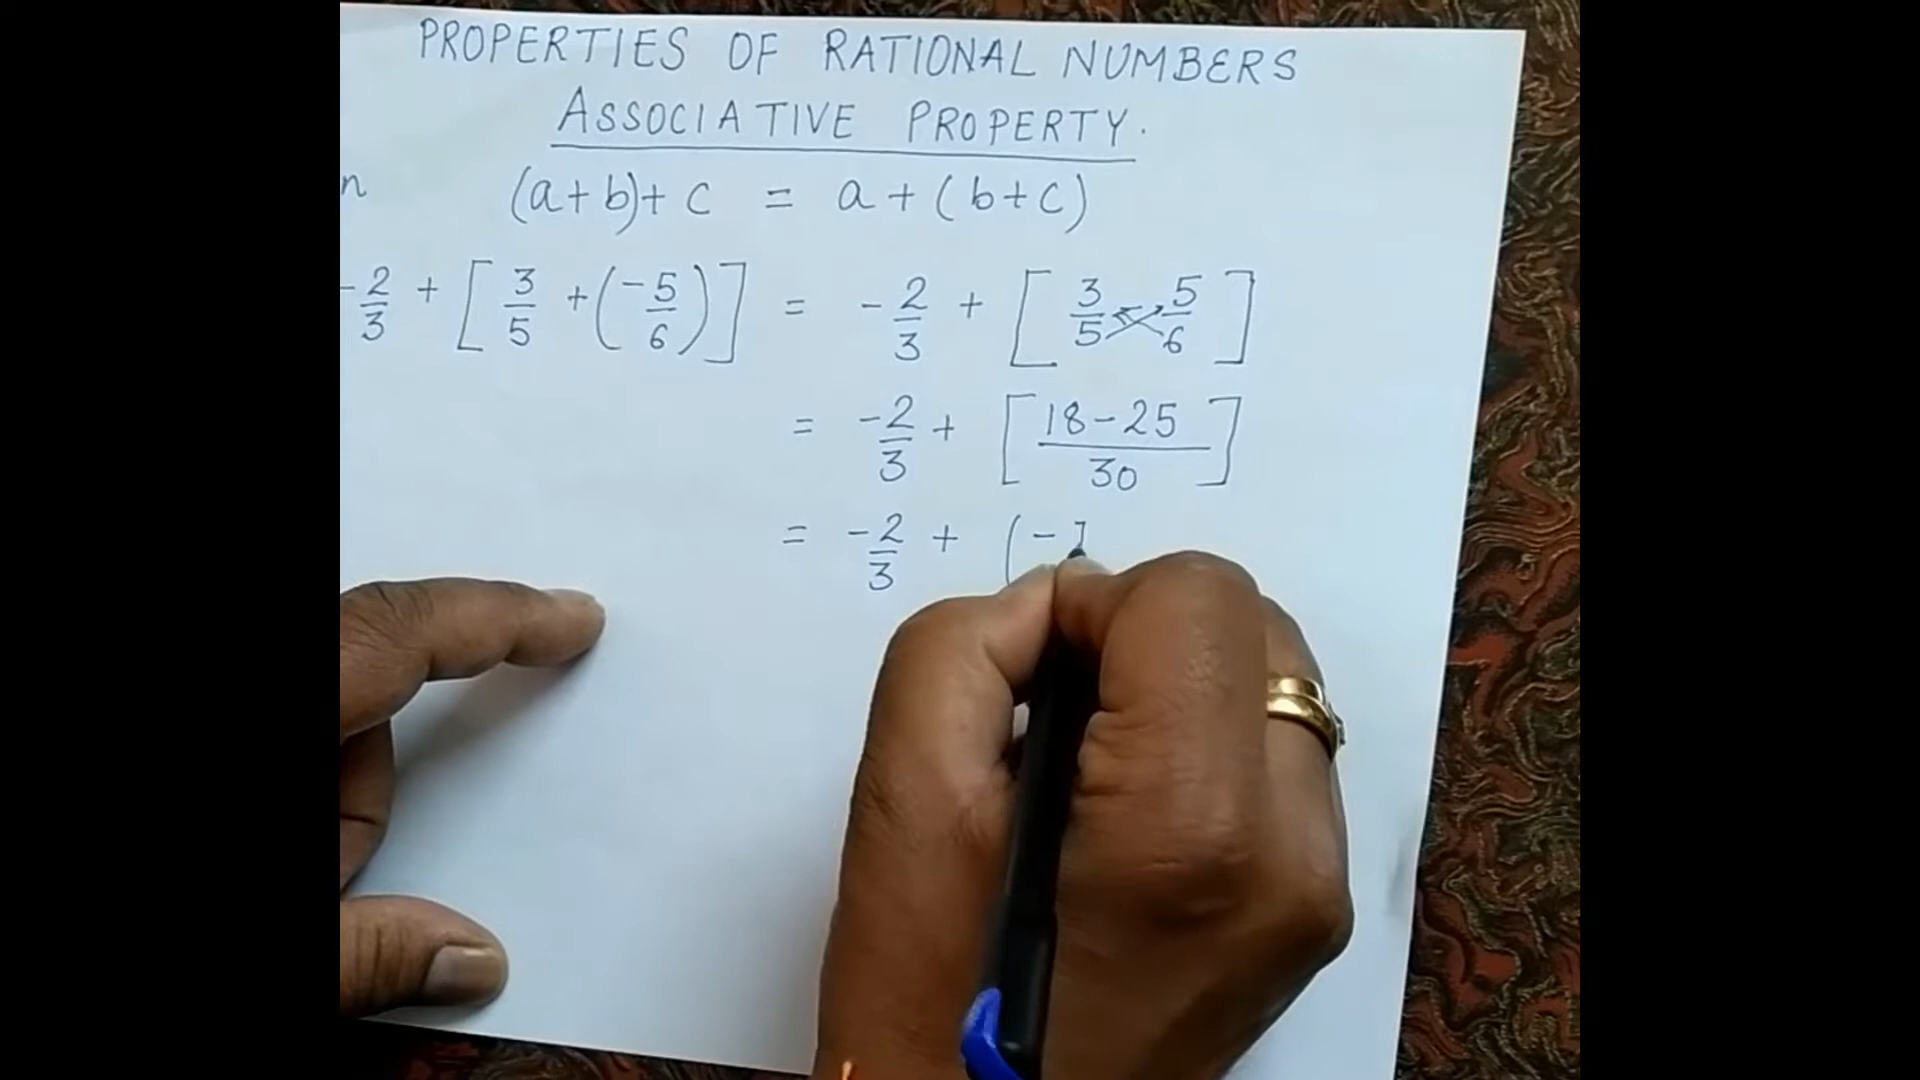 PROPERTIES OF RATIONAL NUMBERS
ASSOCIATIVE PROPERTY.
n (a+b)+c = a+(b+c)
-2/3 + [3/5 + (-5/6)] = -2/3 + [3/5 - 5/6]
= -2/3 + [18-25/30]
= -2/3 + (-7